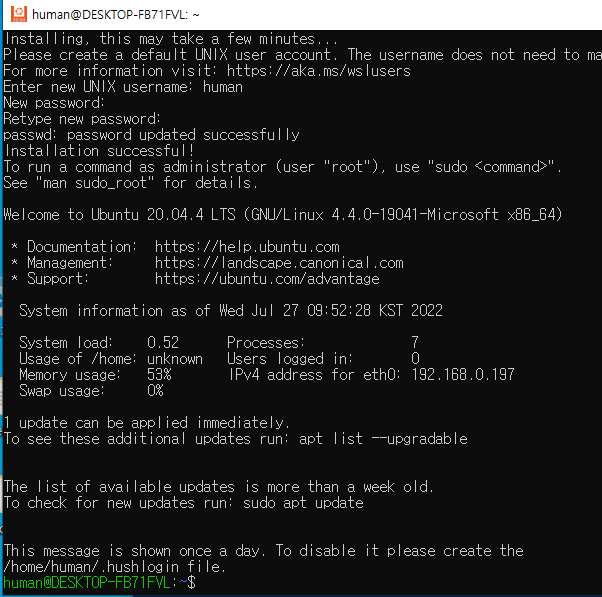 human@DESKTOP-FB71FVL: ~
Installing, this may take a few minutes...
Please create a default UNIX user account. The username does not need to ma
For more information visit: https://aka.ms/wslusers
Enter new UNIX username: human
New password:
Retype new password:
passwd: password updated successfully
Installation successful!
To run a command as administrator (user "root"), use "sudo <command>".
See "man sudo_root" for details.
Welcome to Ubuntu 20.04.4 LTS (GNU/Linux 4.4.0-19041-Microsoft x86_64)
* Documentation:  https://help.ubuntu.com
* Management:     https://landscape.canonical.com
* Support:        https://ubuntu.com/advantage
System information as of Wed Jul 27 09:52:28 KST 2022
System load:    0.52      Processes:             7
Usage of /home: unknown   Users logged in:       0
Memory usage:   53%       IPv4 address for eth0: 192.168.0.197
Swap usage:     0%
1 update can be applied immediately.
To see these additional updates run: apt list --upgradable
The list of available updates is more than a week old.
To check for new updates run: sudo apt update
This message is shown once a day. To disable it please create the
/home/human/.hushlogin file.
human@DESKTOP-FB71FVL:~$